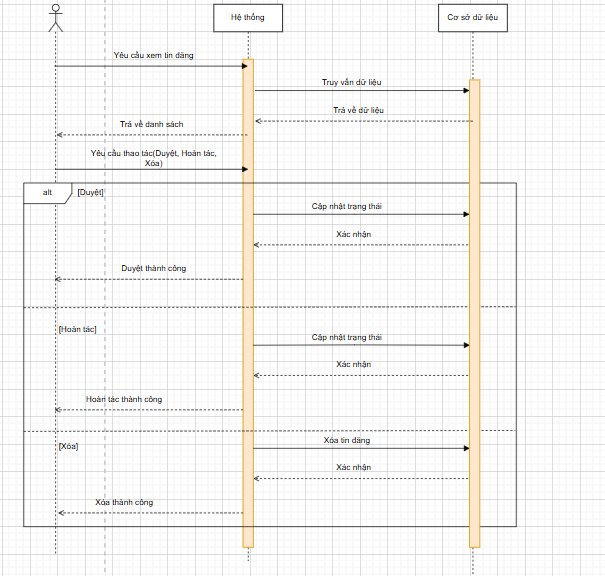 Hệ thống
Cơ sở dữ liệu
Yêu cầu xem tin đăng
Truy vấn dữ liệu
Trả về dữ liệu
Trả về danh sách
Yêu cầu thao tác(Duyệt, Hoàn tác,
Xóa)
alt
[Duyệt]
Cập nhật trạng thái
Xác nhận
Duyệt thành công
[Hoàn tác]
Cập nhật trạng thái
Xác nhận
Hoàn tác thành công
[Xóa]
Xóa tin đăng
Xác nhận
Xóa thành công